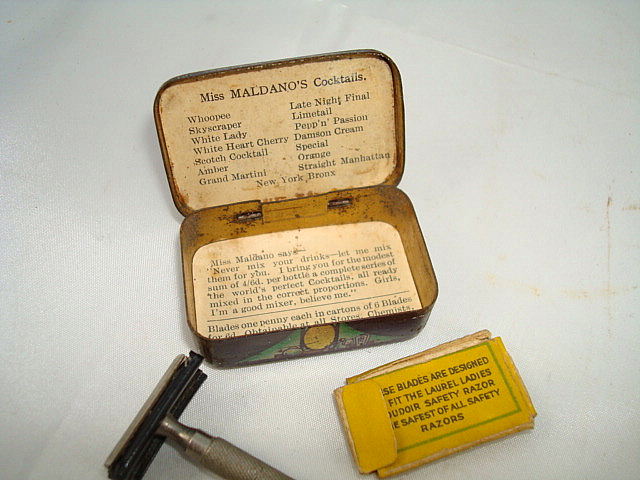 Miss MALDANO'S Cocktails.
Whoopee
Skyscraper
White Lady
White Heart Cherry
Scotch Cocktail
Amber
Grand Martini
Late Night Final
Limetail
Pepp'n' Passion
Damson Cream
Special
Orange
Straight Manhattan
New York Bronx
Miss Maldano says—
"Never mix your drinks—let me mix
them for you. I bring you for the modest
sum of 4/6d. per bottle a complete series of
the world's perfect Cocktails, all ready
mixed in the correct proportions. Girls,
I'm a good mixer, believe me."
Blades one penny each in cartons of 6 Blades
for 6d. Obtainable at all Stores, Chemists,
SE BLADES ARE DESIGNED
FIT THE LAUREL LADIES
OUDOIR SAFETY RAZOR
E SAFEST OF ALL SAFETY
RAZORS